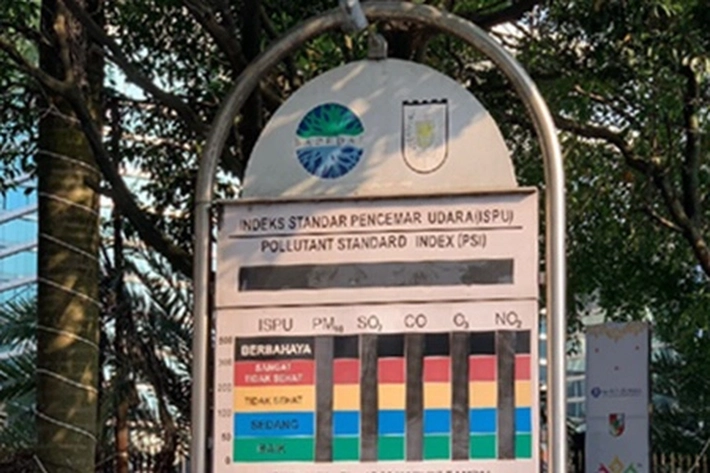 BAPEDAL
INDEKS STANDAR PENCEMAR UDARA (ISPU)
POLLUTANT STANDARD INDEX (PSI)
ISPU PM10 SO2 CO O3 NO2
500
BERBAHAYA
300
SANGAT
TIDAK SEHAT
200
TIDAK SEHAT
100
SEDANG
50
BAIK
0